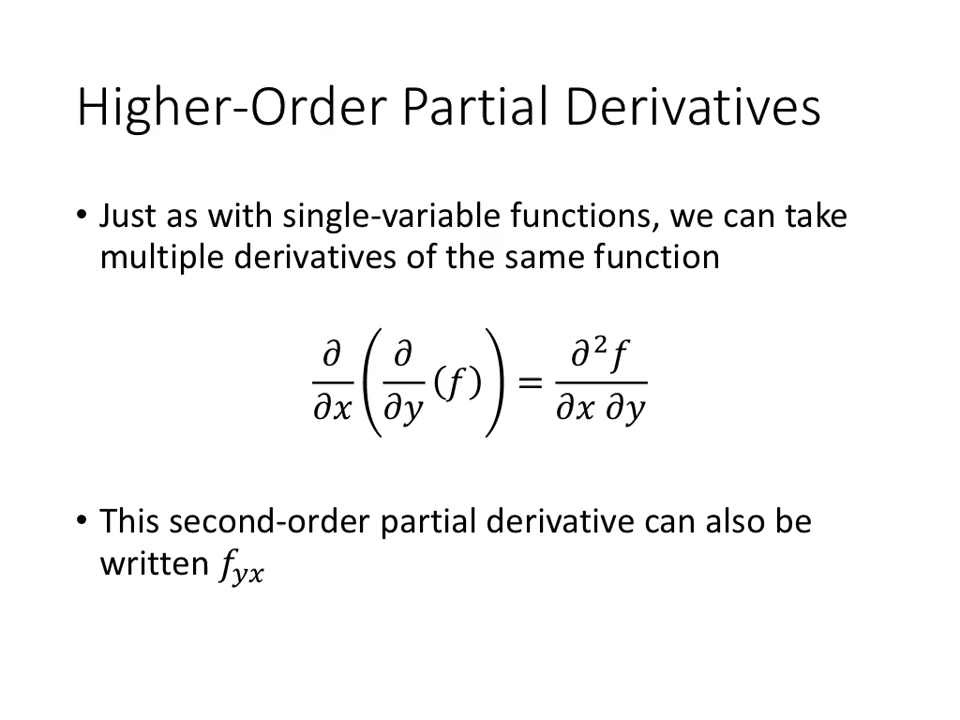 Higher-Order Partial Derivatives
• Just as with single-variable functions, we can take
multiple derivatives of the same function
∂/∂x (∂/∂y (f)) = ∂²f/∂x ∂y
• This second-order partial derivative can also be
written f_yx